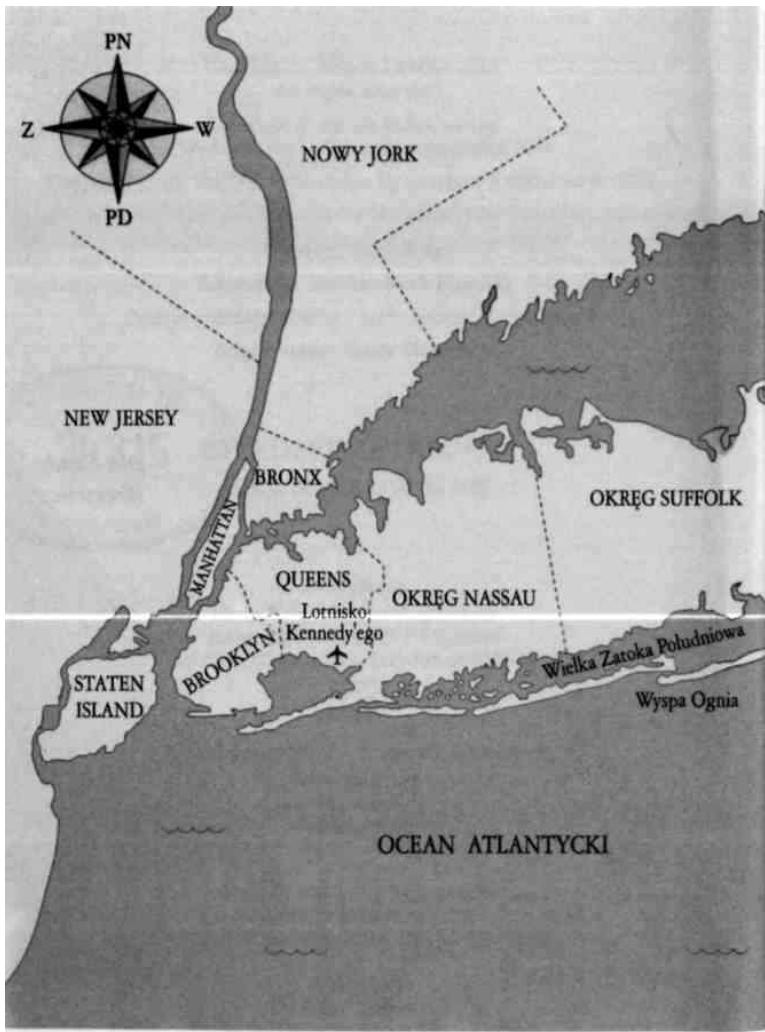 PN
Z
W
PD
NOWY JORK
NEW JERSEY
BRONX
MANHATTAN
OKRĘG SUFFOLK
QUEENS
OKRĘG NASSAU
Lotnisko
Kennedy'ego
BROOKLYN
STATEN
ISLAND
Wielka Zatoka Południowa
Wyspa Ognia
OCEAN ATLANTYCKI